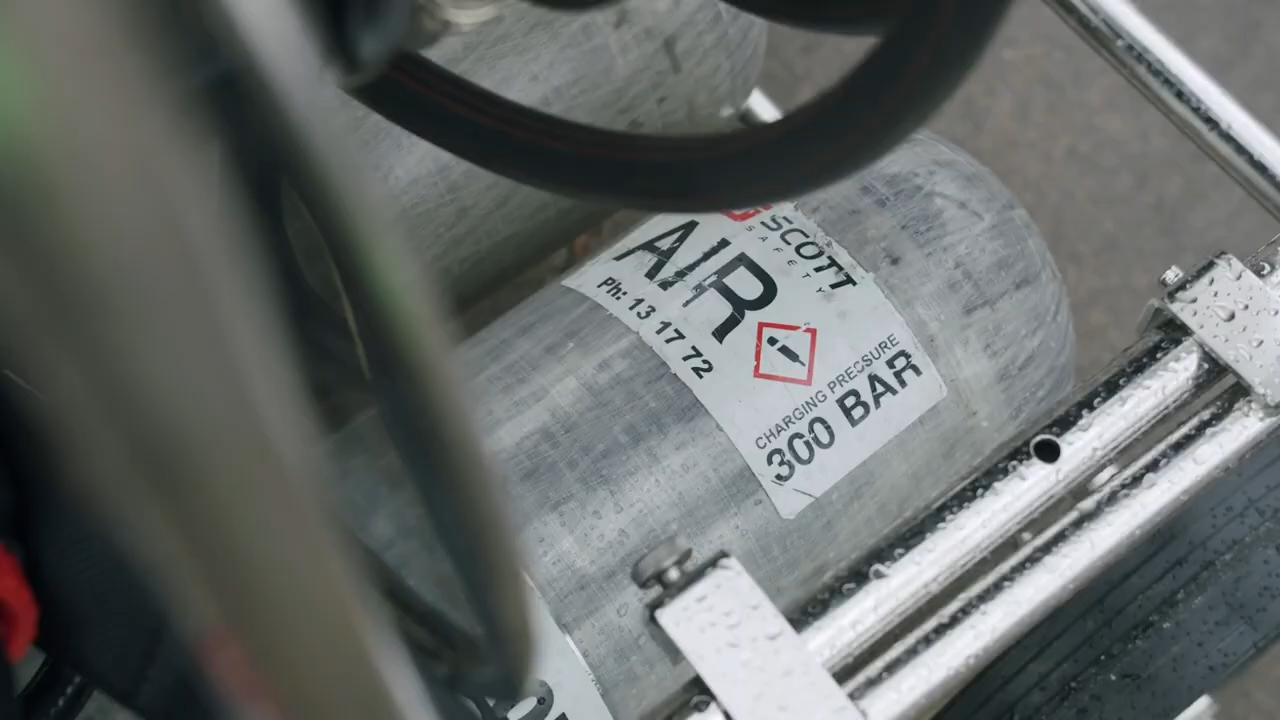 SCOTT
SAFETY
AIR
Ph: 13 17 72
CHARGING PRESSURE
300 BAR